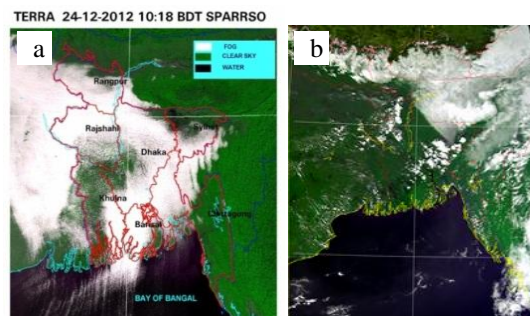 TERRA 24-12-2012 10:18 BDT SPARRSO
a
b
FOG
CLEAR SKY
WATER
Rangpur
Rajshahi
Dhaka
Khulna
Barisal
BAY OF BANGAL